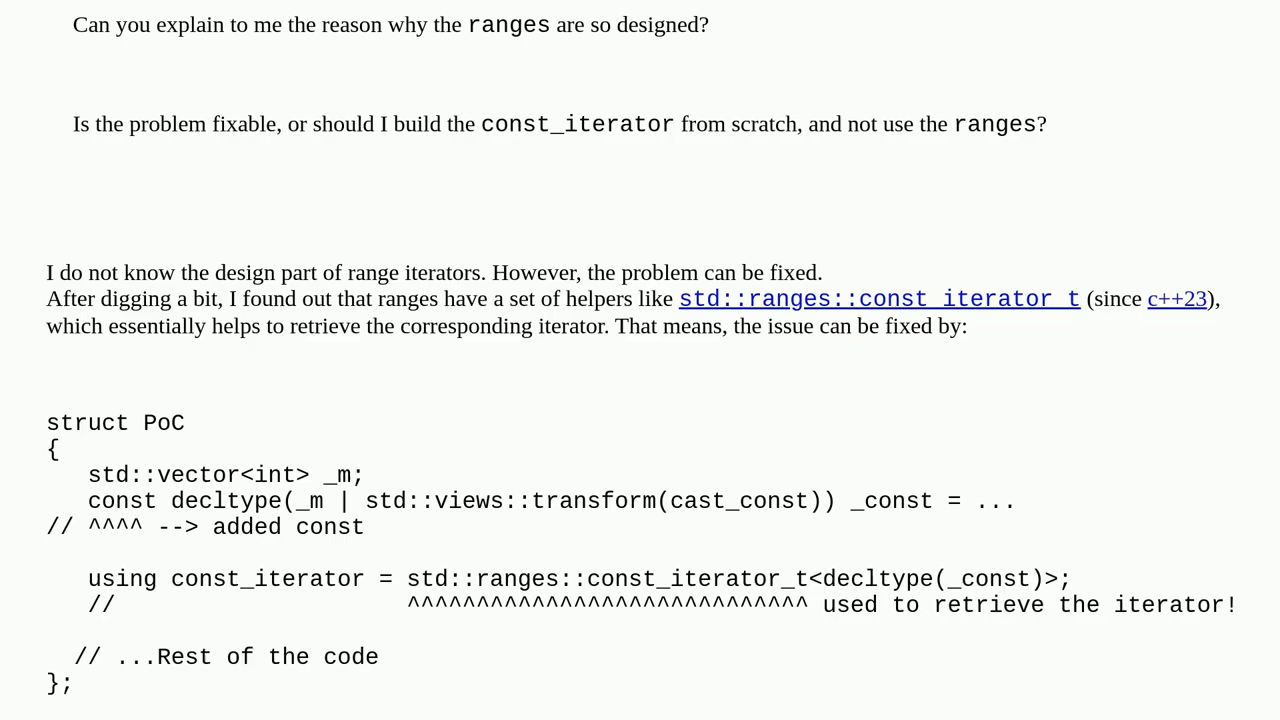 Can you explain to me the reason why the ranges are so designed?
Is the problem fixable, or should I build the const_iterator from scratch, and not use the ranges?
I do not know the design part of range iterators. However, the problem can be fixed.
After digging a bit, I found out that ranges have a set of helpers like std::ranges::const_iterator_t (since c++23),
which essentially helps to retrieve the corresponding iterator. That means, the issue can be fixed by:
struct PoC
{
   std::vector<int> _m;
   const decltype(_m | std::views::transform(cast_const)) _const = ...
// ^^^^ --> added const
   using const_iterator = std::ranges::const_iterator_t<decltype(_const)>;
   //                     ^^^^^^^^^^^^^^^^^^^^^^^^^^^^^ used to retrieve the iterator!
  // ...Rest of the code
};